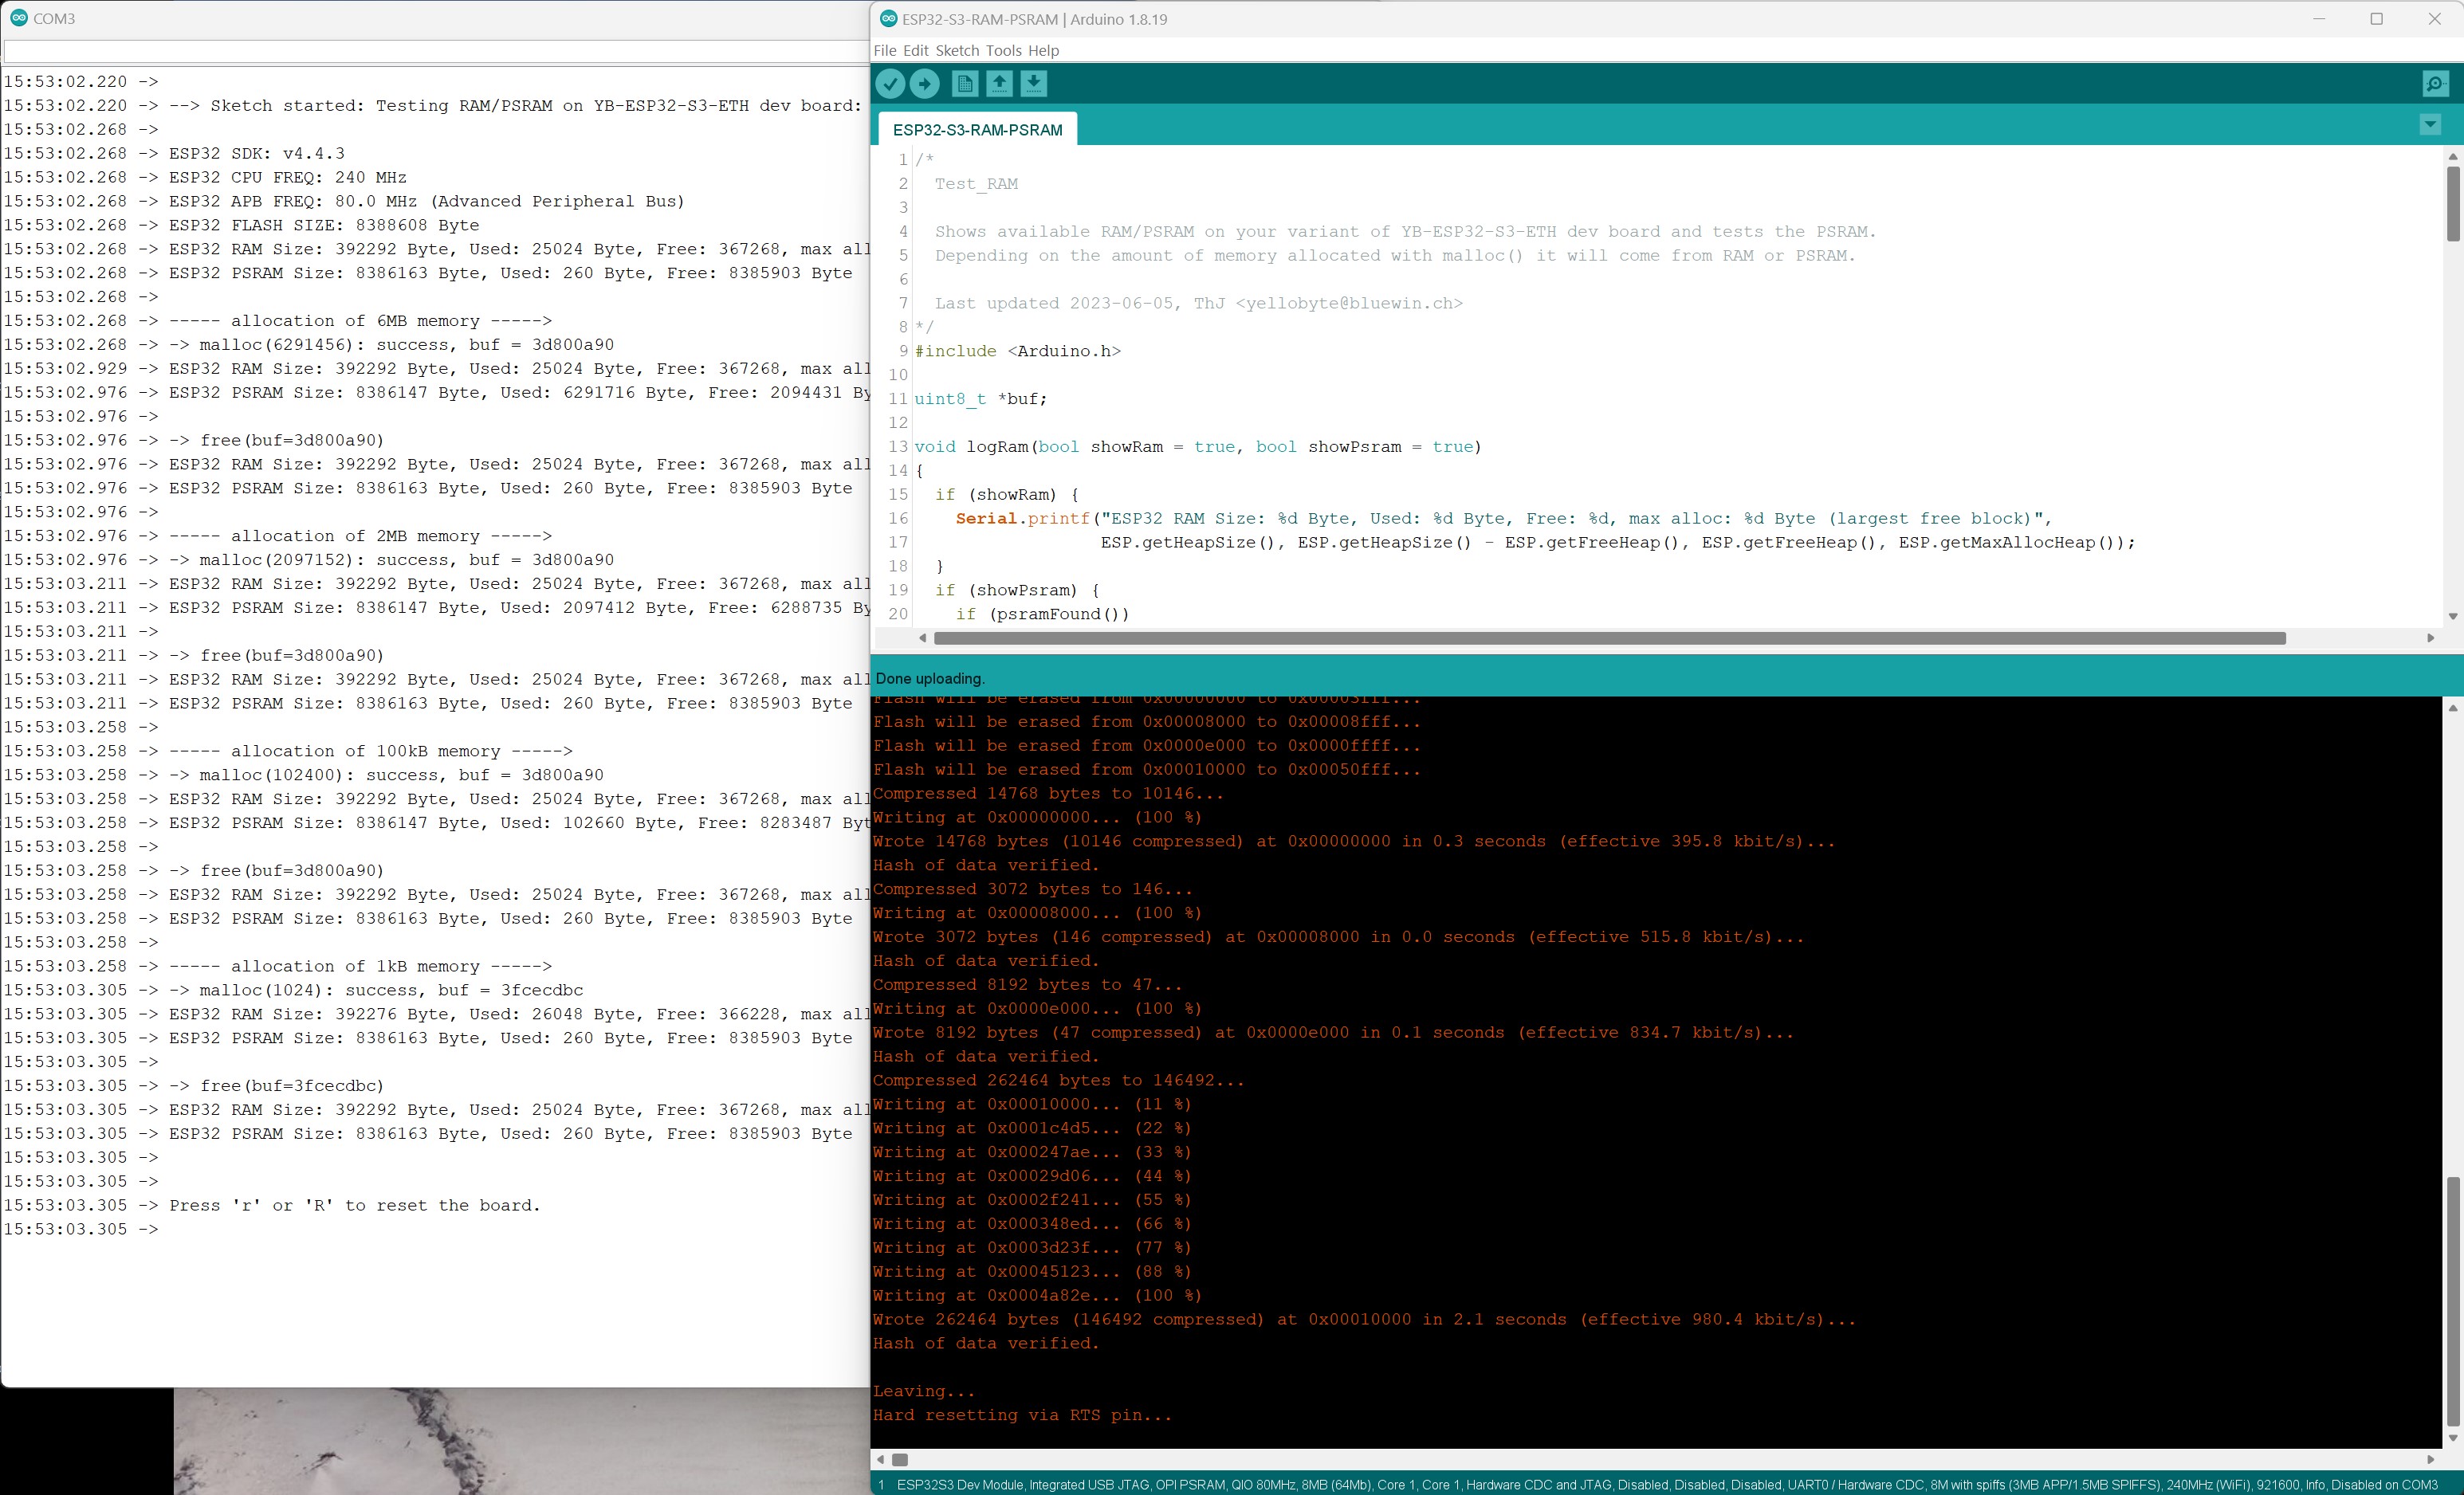 COM3
15:53:02.220 ->
15:53:02.220 -> --> Sketch started: Testing RAM/PSRAM on YB-ESP32-S3-ETH dev board:
15:53:02.268 ->
15:53:02.268 -> ESP32 SDK: v4.4.3
15:53:02.268 -> ESP32 CPU FREQ: 240 MHz
15:53:02.268 -> ESP32 APB FREQ: 80.0 MHz (Advanced Peripheral Bus)
15:53:02.268 -> ESP32 FLASH SIZE: 8388608 Byte
15:53:02.268 -> ESP32 RAM Size: 392292 Byte, Used: 25024 Byte, Free: 367268, max all
15:53:02.268 -> ESP32 PSRAM Size: 8386163 Byte, Used: 260 Byte, Free: 8385903 Byte
15:53:02.268 ->
15:53:02.268 -> ----- allocation of 6MB memory ----->
15:53:02.268 -> -> malloc(6291456): success, buf = 3d800a90
15:53:02.929 -> ESP32 RAM Size: 392292 Byte, Used: 25024 Byte, Free: 367268, max all
15:53:02.976 -> ESP32 PSRAM Size: 8386147 Byte, Used: 6291716 Byte, Free: 2094431 By
15:53:02.976 ->
15:53:02.976 -> -> free(buf=3d800a90)
15:53:02.976 -> ESP32 RAM Size: 392292 Byte, Used: 25024 Byte, Free: 367268, max all
15:53:02.976 -> ESP32 PSRAM Size: 8386163 Byte, Used: 260 Byte, Free: 8385903 Byte
15:53:02.976 ->
15:53:02.976 -> ----- allocation of 2MB memory ----->
15:53:02.976 -> -> malloc(2097152): success, buf = 3d800a90
15:53:03.211 -> ESP32 RAM Size: 392292 Byte, Used: 25024 Byte, Free: 367268, max all
15:53:03.211 -> ESP32 PSRAM Size: 8386147 Byte, Used: 2097412 Byte, Free: 6288735 By
15:53:03.211 ->
15:53:03.211 -> -> free(buf=3d800a90)
15:53:03.211 -> ESP32 RAM Size: 392292 Byte, Used: 25024 Byte, Free: 367268, max all
15:53:03.211 -> ESP32 PSRAM Size: 8386163 Byte, Used: 260 Byte, Free: 8385903 Byte
15:53:03.258 ->
15:53:03.258 -> ----- allocation of 100kB memory ----->
15:53:03.258 -> -> malloc(102400): success, buf = 3d800a90
15:53:03.258 -> ESP32 RAM Size: 392292 Byte, Used: 25024 Byte, Free: 367268, max all
15:53:03.258 -> ESP32 PSRAM Size: 8386147 Byte, Used: 102660 Byte, Free: 8283487 Byt
15:53:03.258 ->
15:53:03.258 -> -> free(buf=3d800a90)
15:53:03.258 -> ESP32 RAM Size: 392292 Byte, Used: 25024 Byte, Free: 367268, max all
15:53:03.258 -> ESP32 PSRAM Size: 8386163 Byte, Used: 260 Byte, Free: 8385903 Byte
15:53:03.258 ->
15:53:03.258 -> ----- allocation of 1kB memory ----->
15:53:03.305 -> -> malloc(1024): success, buf = 3fcecdbc
15:53:03.305 -> ESP32 RAM Size: 392276 Byte, Used: 26048 Byte, Free: 366228, max all
15:53:03.305 -> ESP32 PSRAM Size: 8386163 Byte, Used: 260 Byte, Free: 8385903 Byte
15:53:03.305 ->
15:53:03.305 -> -> free(buf=3fcecdbc)
15:53:03.305 -> ESP32 RAM Size: 392292 Byte, Used: 25024 Byte, Free: 367268, max all
15:53:03.305 -> ESP32 PSRAM Size: 8386163 Byte, Used: 260 Byte, Free: 8385903 Byte
15:53:03.305 ->
15:53:03.305 ->
15:53:03.305 -> Press 'r' or 'R' to reset the board.
15:53:03.305 ->
ESP32-S3-RAM-PSRAM | Arduino 1.8.19
File Edit Sketch Tools Help
ESP32-S3-RAM-PSRAM
1 /*
2   Test_RAM
3
4   Shows available RAM/PSRAM on your variant of YB-ESP32-S3-ETH dev board and tests the PSRAM.
5   Depending on the amount of memory allocated with malloc() it will come from RAM or PSRAM.
6
7   Last updated 2023-06-05, ThJ <yellobyte@bluewin.ch>
8 */
9 #include <Arduino.h>
10
11 uint8_t *buf;
12
13 void logRam(bool showRam = true, bool showPsram = true)
14 {
15   if (showRam) {
16     Serial.printf("ESP32 RAM Size: %d Byte, Used: %d Byte, Free: %d, max alloc: %d Byte (largest free block)",
17                   ESP.getHeapSize(), ESP.getHeapSize() - ESP.getFreeHeap(), ESP.getFreeHeap(), ESP.getMaxAllocHeap());
18   }
19   if (showPsram) {
20     if (psramFound())
Done uploading.
Flash will be erased from 0x00000000 to 0x00003fff...
Flash will be erased from 0x00008000 to 0x00008fff...
Flash will be erased from 0x0000e000 to 0x0000ffff...
Flash will be erased from 0x00010000 to 0x00050fff...
Compressed 14768 bytes to 10146...
Writing at 0x00000000... (100 %)
Wrote 14768 bytes (10146 compressed) at 0x00000000 in 0.3 seconds (effective 395.8 kbit/s)...
Hash of data verified.
Compressed 3072 bytes to 146...
Writing at 0x00008000... (100 %)
Wrote 3072 bytes (146 compressed) at 0x00008000 in 0.0 seconds (effective 515.8 kbit/s)...
Hash of data verified.
Compressed 8192 bytes to 47...
Writing at 0x0000e000... (100 %)
Wrote 8192 bytes (47 compressed) at 0x0000e000 in 0.1 seconds (effective 834.7 kbit/s)...
Hash of data verified.
Compressed 262464 bytes to 146492...
Writing at 0x00010000... (11 %)
Writing at 0x0001c4d5... (22 %)
Writing at 0x000247ae... (33 %)
Writing at 0x00029d06... (44 %)
Writing at 0x0002f241... (55 %)
Writing at 0x000348ed... (66 %)
Writing at 0x0003d23f... (77 %)
Writing at 0x00045123... (88 %)
Writing at 0x0004a82e... (100 %)
Wrote 262464 bytes (146492 compressed) at 0x00010000 in 2.1 seconds (effective 980.4 kbit/s)...
Hash of data verified.
Leaving...
Hard resetting via RTS pin...
1 ESP32S3 Dev Module, Integrated USB JTAG, OPI PSRAM, QIO 80MHz, 8MB (64Mb), Core 1, Core 1, Hardware CDC and JTAG, Disabled, Disabled, Disabled, UART0 / Hardware CDC, 8M with spiffs (3MB APP/1.5MB SPIFFS), 240MHz (WiFi), 921600, Info, Disabled on COM3